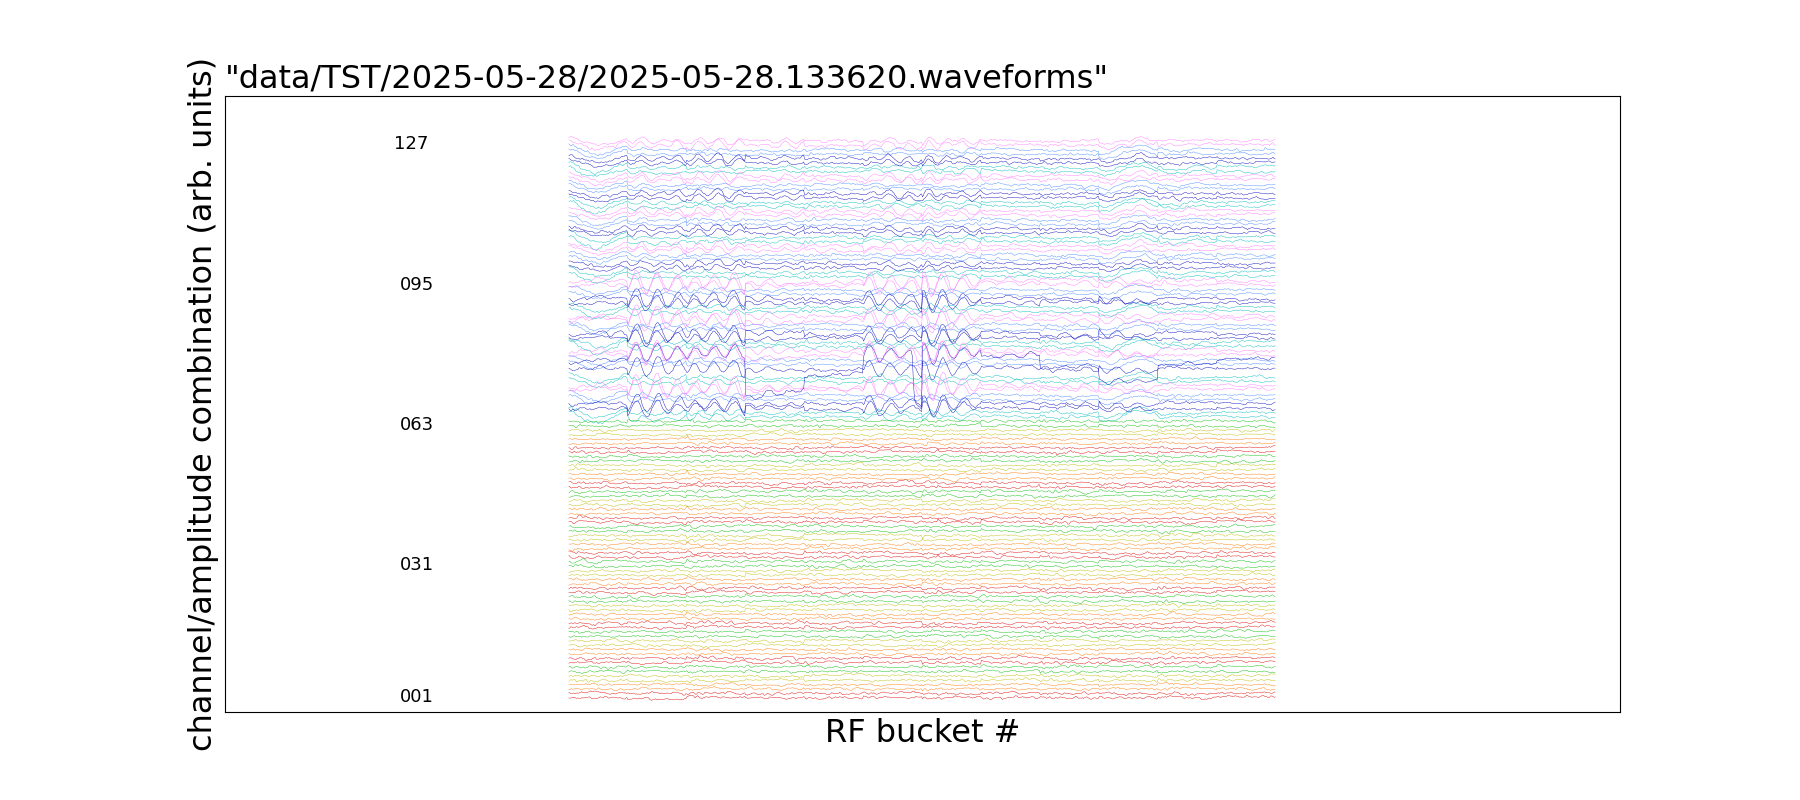 "data/TST/2025-05-28/2025-05-28.133620.waveforms"
channel/amplitude combination (arb. units)
127
095
063
031
001
RF bucket #